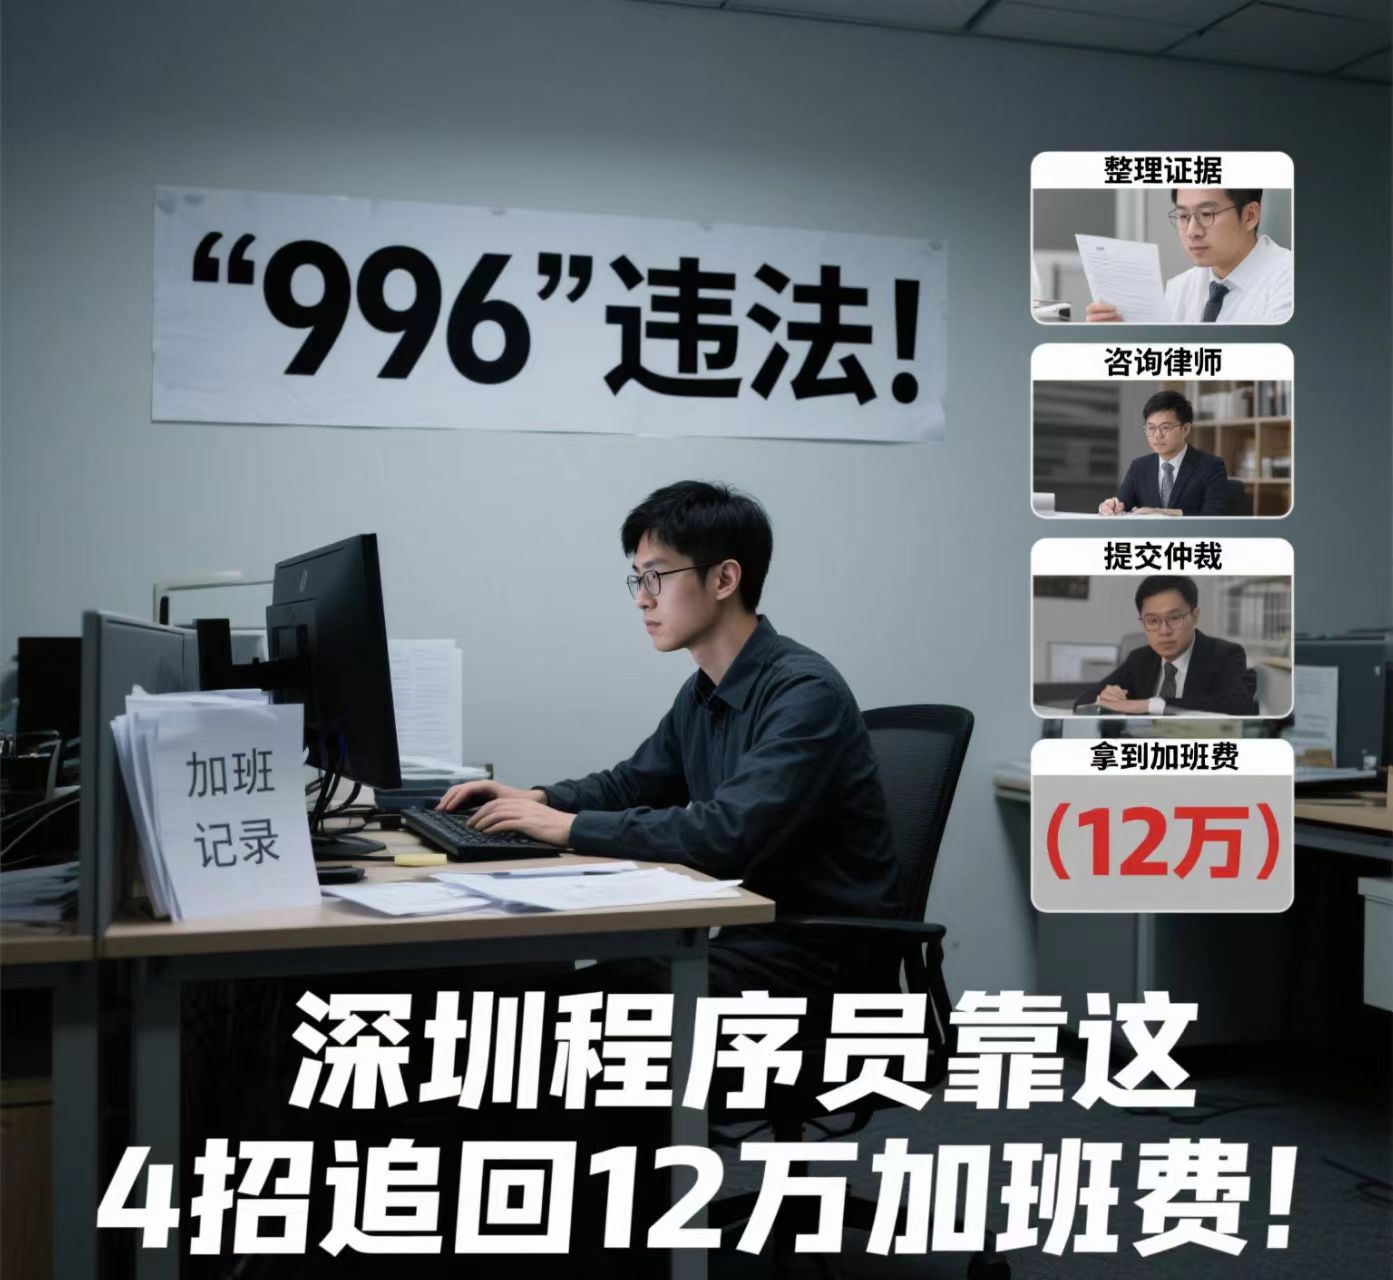 “996”违法！
整理证据
咨询律师
提交仲裁
拿到加班费
（12万）
加班
记录
深圳程序员靠这
4招追回12万加班费！